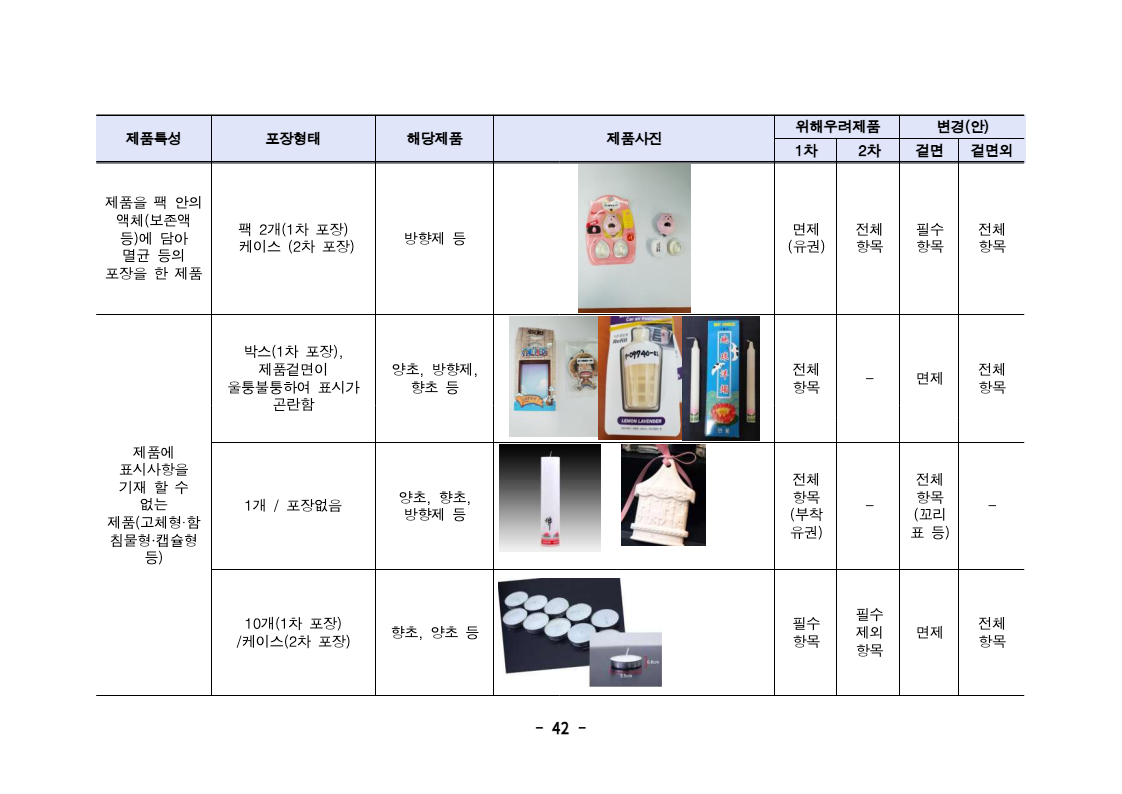 제품특성 포장형태 해당제품 제품사진 위해우려제품 변경(안)
1차 2차 겉면 겉면외
제품을 팩 안의
액체(보존액
등)에 담아
멸균 등의
포장을 한 제품
팩 2개(1차 포장)
케이스 (2차 포장)
방향제 등
면제
(유권)
전체
항목
필수
항목
전체
항목
제품에
표시사항을
기재 할 수
없는
제품(고체형·함
침물형·캡슐형
등)
박스(1차 포장),
제품겉면이
울퉁불퉁하여 표시가
곤란함
양초, 방향제,
향초 등
Refill
LEMON LAVENDER
전체
항목
-
면제
전체
항목
1개 / 포장없음
양초, 향초,
방향제 등
전체
항목
(부착
유권)
-
전체
항목
(꼬리
표 등)
-
10개(1차 포장)
/케이스(2차 포장)
향초, 양초 등
필수
항목
필수
제외
항목
면제
전체
항목
- 42 -